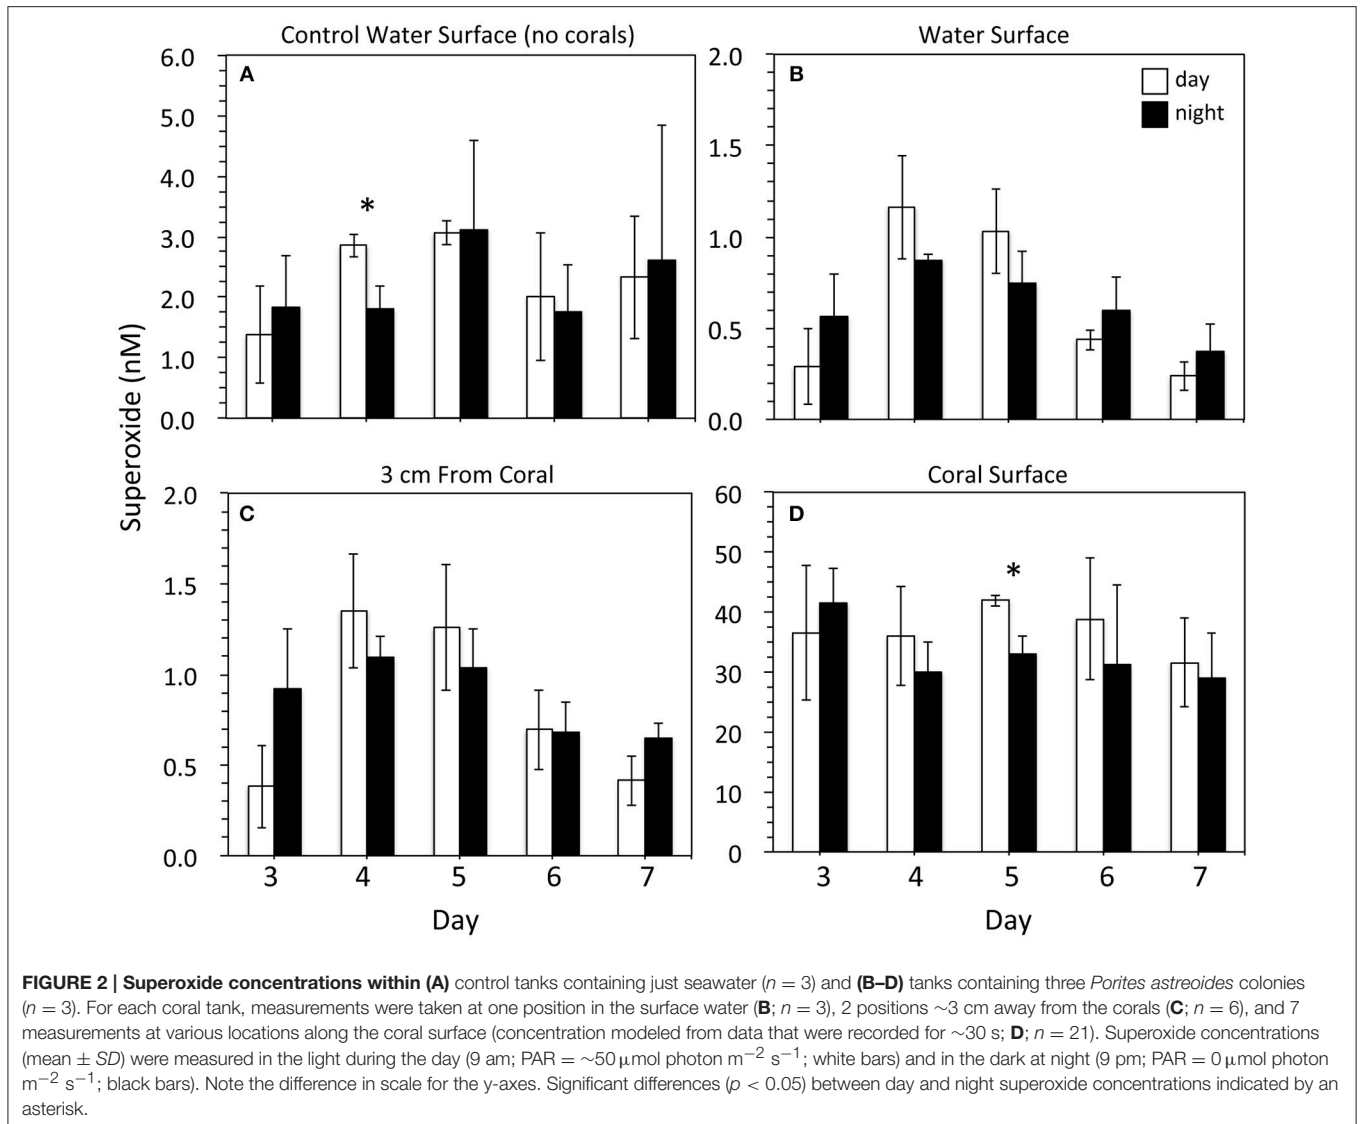 Control Water Surface (no corals)
Water Surface
A
B
day
night
6.0
5.0
4.0
3.0
2.0
1.0
0.0
*
2.0
1.5
1.0
0.5
0.0
Superoxide (nM)
3 cm From Coral
Coral Surface
C
D
2.0
1.5
1.0
0.5
0.0
60
50
40
30
20
10
0
*
3 4 5 6 7
3 4 5 6 7
Day
Day
FIGURE 2 | Superoxide concentrations within (A) control tanks containing just seawater (n = 3) and (B–D) tanks containing three Porites astreoides colonies
(n = 3). For each coral tank, measurements were taken at one position in the surface water (B; n = 3), 2 positions ∼3 cm away from the corals (C; n = 6), and 7
measurements at various locations along the coral surface (concentration modeled from data that were recorded for ∼30 s; D; n = 21). Superoxide concentrations
(mean ± SD) were measured in the light during the day (9 am; PAR = ∼50 μmol photon m−2 s−1; white bars) and in the dark at night (9 pm; PAR = 0 μmol photon
m−2 s−1; black bars). Note the difference in scale for the y-axes. Significant differences (p < 0.05) between day and night superoxide concentrations indicated by an
asterisk.